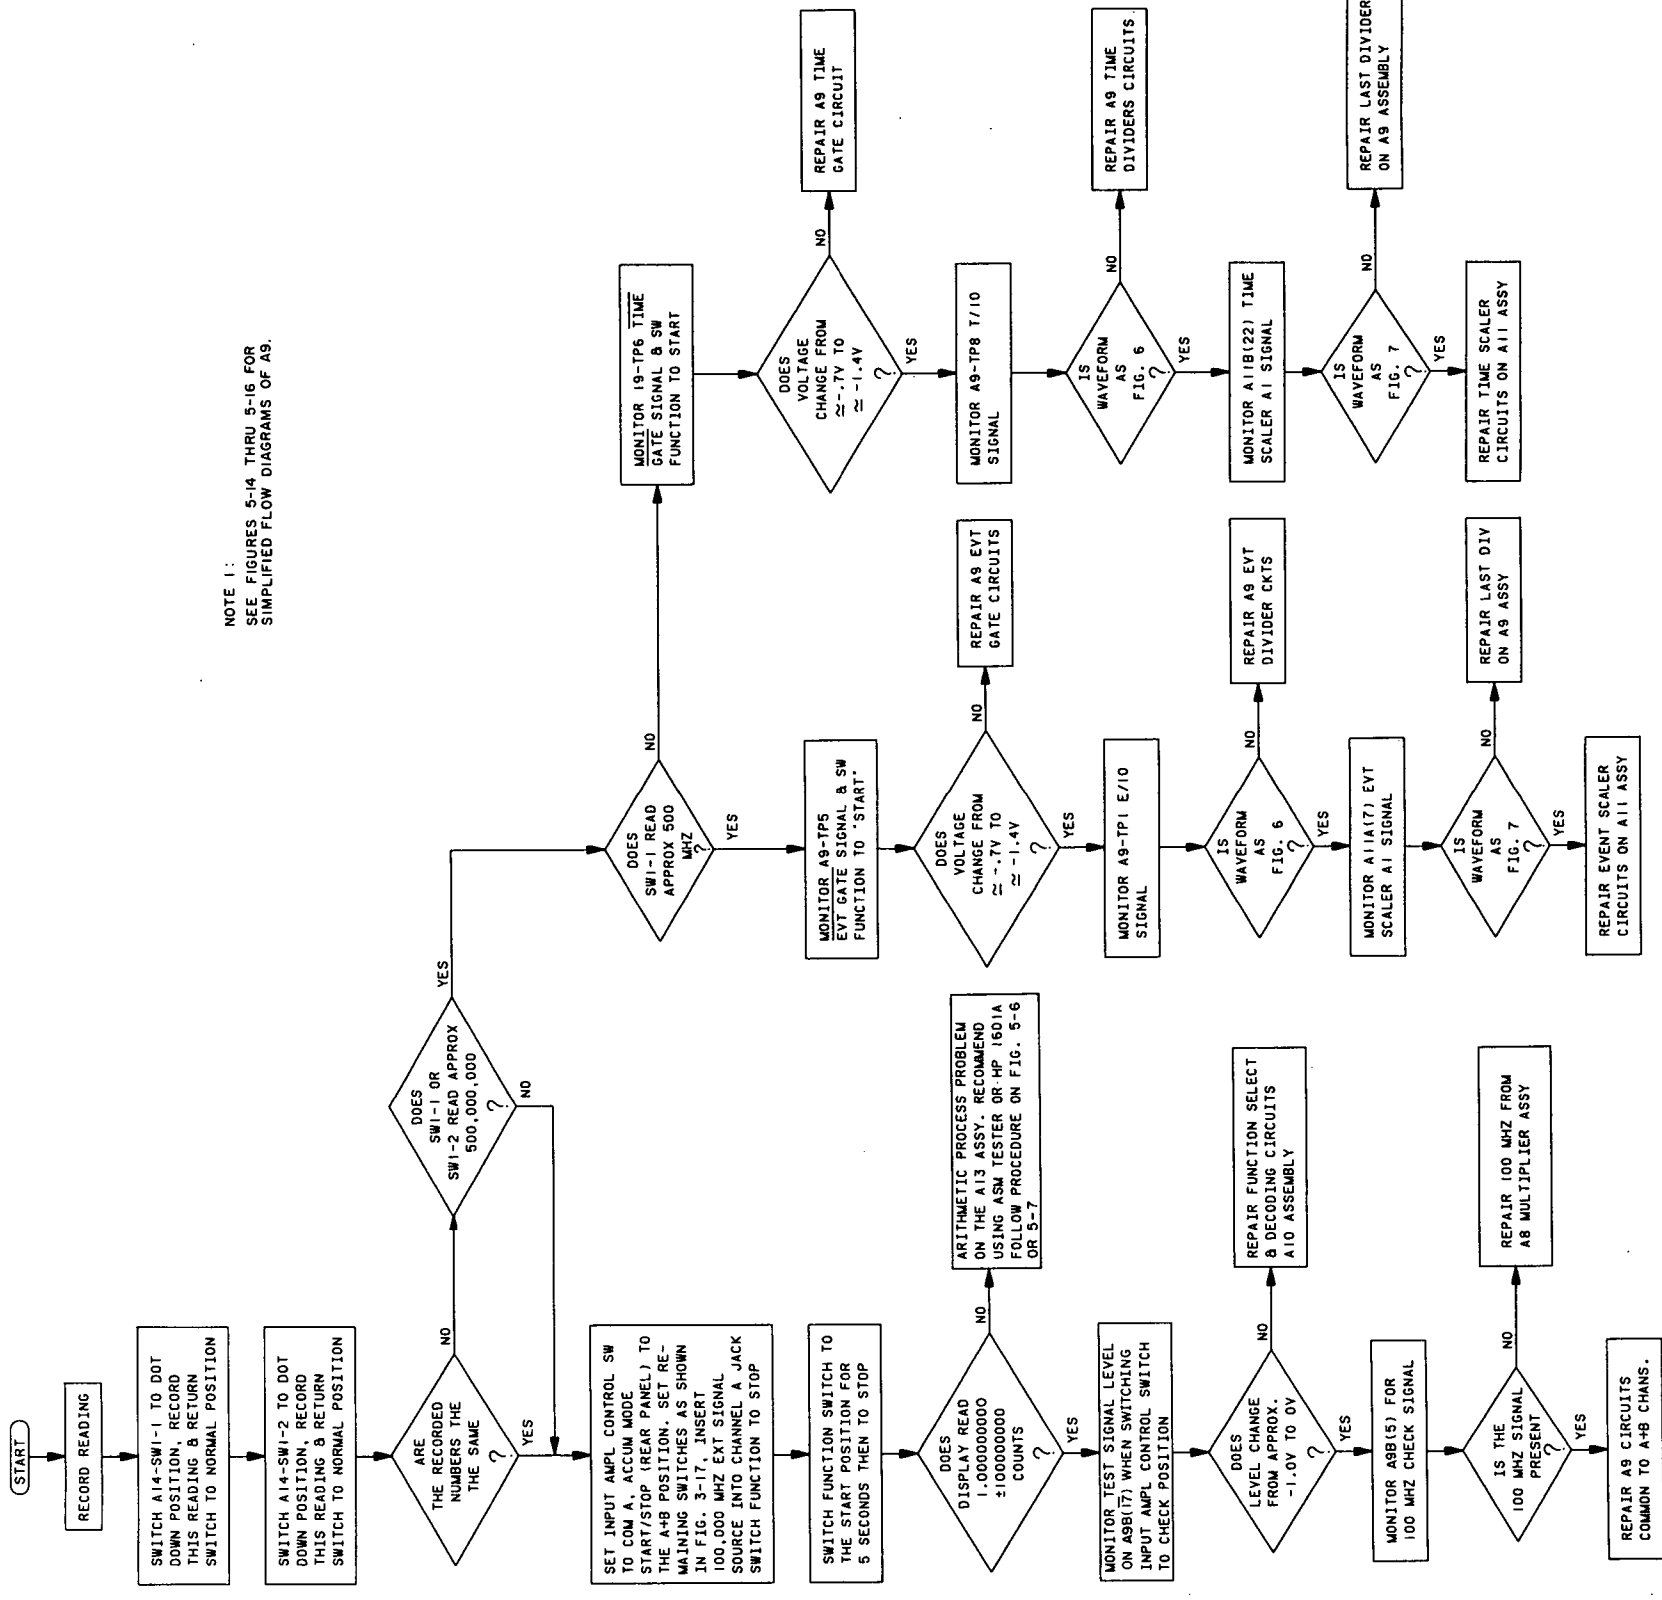 NOTE 1:
SEE FIGURES 5-14 THRU 5-16 FOR
SIMPLIFIED FLOW DIAGRAMS OF A9.
START
RECORD READING
SWITCH A14-SW1-1 TO DOT
DOWN POSITION, RECORD
THIS READING & RETURN
SWITCH TO NORMAL POSITION
SWITCH A14-SW1-2 TO DOT
DOWN POSITION, RECORD
THIS READING & RETURN
SWITCH TO NORMAL POSITION
ARE
THE RECORDED
NUMBERS THE
SAME
?
NO
YES
DOES
SW1-1 OR
SW1-2 READ APPROX
500,000,000
?
YES
NO
SET INPUT AMPL CONTROL SW
TO COM A, ACCUM MODE
START/STOP (REAR PANEL) TO
THE A+B POSITION. SET RE-
MAINING SWITCHES AS SHOWN
IN FIG. 3-17, INSERT
100,000 MHZ EXT SIGNAL
SOURCE INTO CHANNEL A JACK
SWITCH FUNCTION TO STOP
SWITCH FUNCTION SWITCH TO
THE START POSITION FOR
5 SECONDS THEN TO STOP
DOES
DISPLAY READ
1.0000000000
±1000000000
COUNTS
?
NO
YES
ARITHMETIC PROCESS PROBLEM
ON THE A13 ASSY. RECOMMEND
USING ASM TESTER OR HP 1601A
FOLLOW PROCEDURE ON FIG. 5-6
OR 5-7
MONITOR TEST SIGNAL LEVEL
ON A9B(17) WHEN SWITCHING
INPUT AMPL CONTROL SWITCH
TO CHECK POSITION
DOES
LEVEL CHANGE
FROM APPROX.
-1.0V TO 0V
?
NO
YES
REPAIR FUNCTION SELECT
& DECODING CIRCUITS
A10 ASSEMBLY
MONITOR A9B(5) FOR
100 MHZ CHECK SIGNAL
IS THE
100 MHZ SIGNAL
PRESENT
?
NO
YES
REPAIR 100 MHZ FROM
A8 MULTIPLIER ASSY
REPAIR A9 CIRCUITS
COMMON TO A+B CHANS.
DOES
SW1-1 READ
APPROX 500
MHZ
?
NO
YES
MONITOR A9-TP5
EVT GATE SIGNAL & SW
FUNCTION TO "START"
DOES
VOLTAGE
CHANGE FROM
≃ -.7V TO
≃ -1.4V
?
NO
YES
REPAIR A9 EVT
GATE CIRCUITS
MONITOR A9-TP1 E/10
SIGNAL
IS
WAVEFORM
AS
FIG. 6
?
NO
YES
REPAIR A9 EVT
DIVIDER CKTS
MONITOR A11A(7) EVT
SCALER A1 SIGNAL
IS
WAVEFORM
AS
FIG. 7
?
NO
YES
REPAIR LAST DIV
ON A9 ASSY
REPAIR EVENT SCALER
CIRCUITS ON A11 ASSY
MONITOR 19-TP6 TIME
GATE SIGNAL & SW
FUNCTION TO START
DOES
VOLTAGE
CHANGE FROM
≃-.7V TO
≃ -1.4V
?
NO
YES
REPAIR A9 TIME
GATE CIRCUIT
MONITOR A9-TP8 T/10
SIGNAL
IS
WAVEFORM
AS
FIG. 6
?
NO
YES
REPAIR A9 TIME
DIVIDERS CIRCUITS
MONITOR A11B(22) TIME
SCALER A1 SIGNAL
IS
WAVEFORM
AS
FIG. 7
?
NO
YES
REPAIR LAST DIVIDER
ON A9 ASSEMBLY
REPAIR TIME SCALER
CIRCUITS ON A11 ASSY